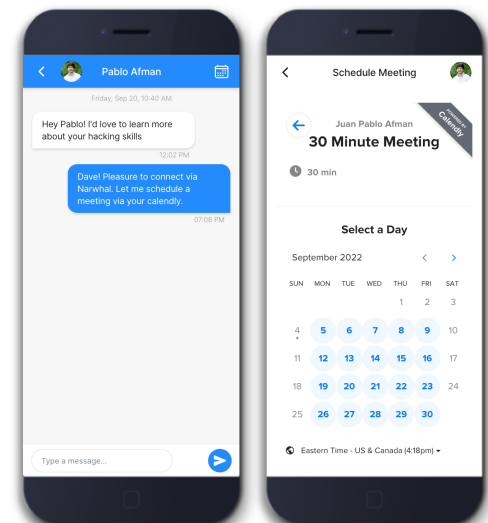 Pablo Afman
Friday, Sep 20, 10:40 AM
Hey Pablo! I'd love to learn more
about your hacking skills
12:02 PM
Dave! Pleasure to connect via
Narwhal. Let me schedule a
meeting via your calendly.
07:08 PM
Type a message...
Schedule Meeting
Juan Pablo Afman
POWERED BY
Calendly
30 Minute Meeting
30 min
Select a Day
September 2022
SUN MON TUE WED THU FRI SAT
1 2 3
4 5 6 7 8 9 10
11 12 13 14 15 16 17
18 19 20 21 22 23 24
25 26 27 28 29 30
Eastern Time - US & Canada (4:18pm)